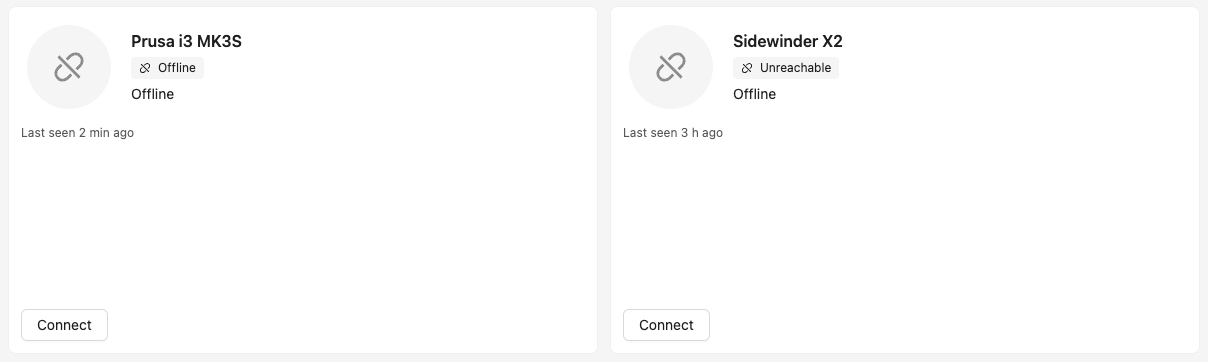 Prusa i3 MK3S
Offline
Offline
Last seen 2 min ago
Connect
Sidewinder X2
Unreachable
Offline
Last seen 3 h ago
Connect